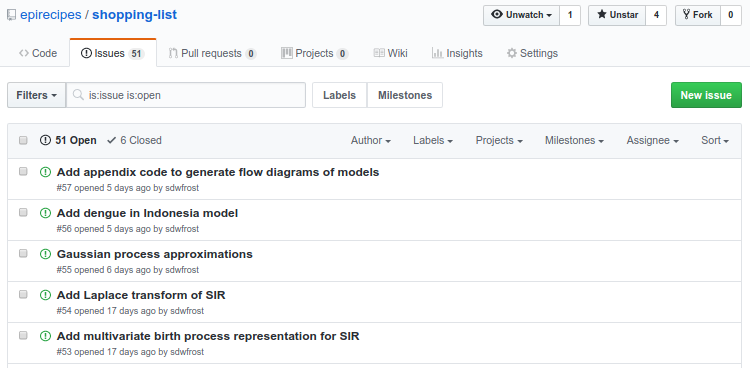 epirecipes / shopping-list Unwatch 1 Unstar 4 Fork 0
Code Issues 51 Pull requests 0 Projects 0 Wiki Insights Settings
Filters is:issue is:open Labels Milestones New issue
51 Open 6 Closed Author Labels Projects Milestones Assignee Sort
Add appendix code to generate flow diagrams of models
#57 opened 5 days ago by sdwfrost
Add dengue in Indonesia model
#56 opened 5 days ago by sdwfrost
Gaussian process approximations
#55 opened 6 days ago by sdwfrost
Add Laplace transform of SIR
#54 opened 17 days ago by sdwfrost
Add multivariate birth process representation for SIR
#53 opened 17 days ago by sdwfrost